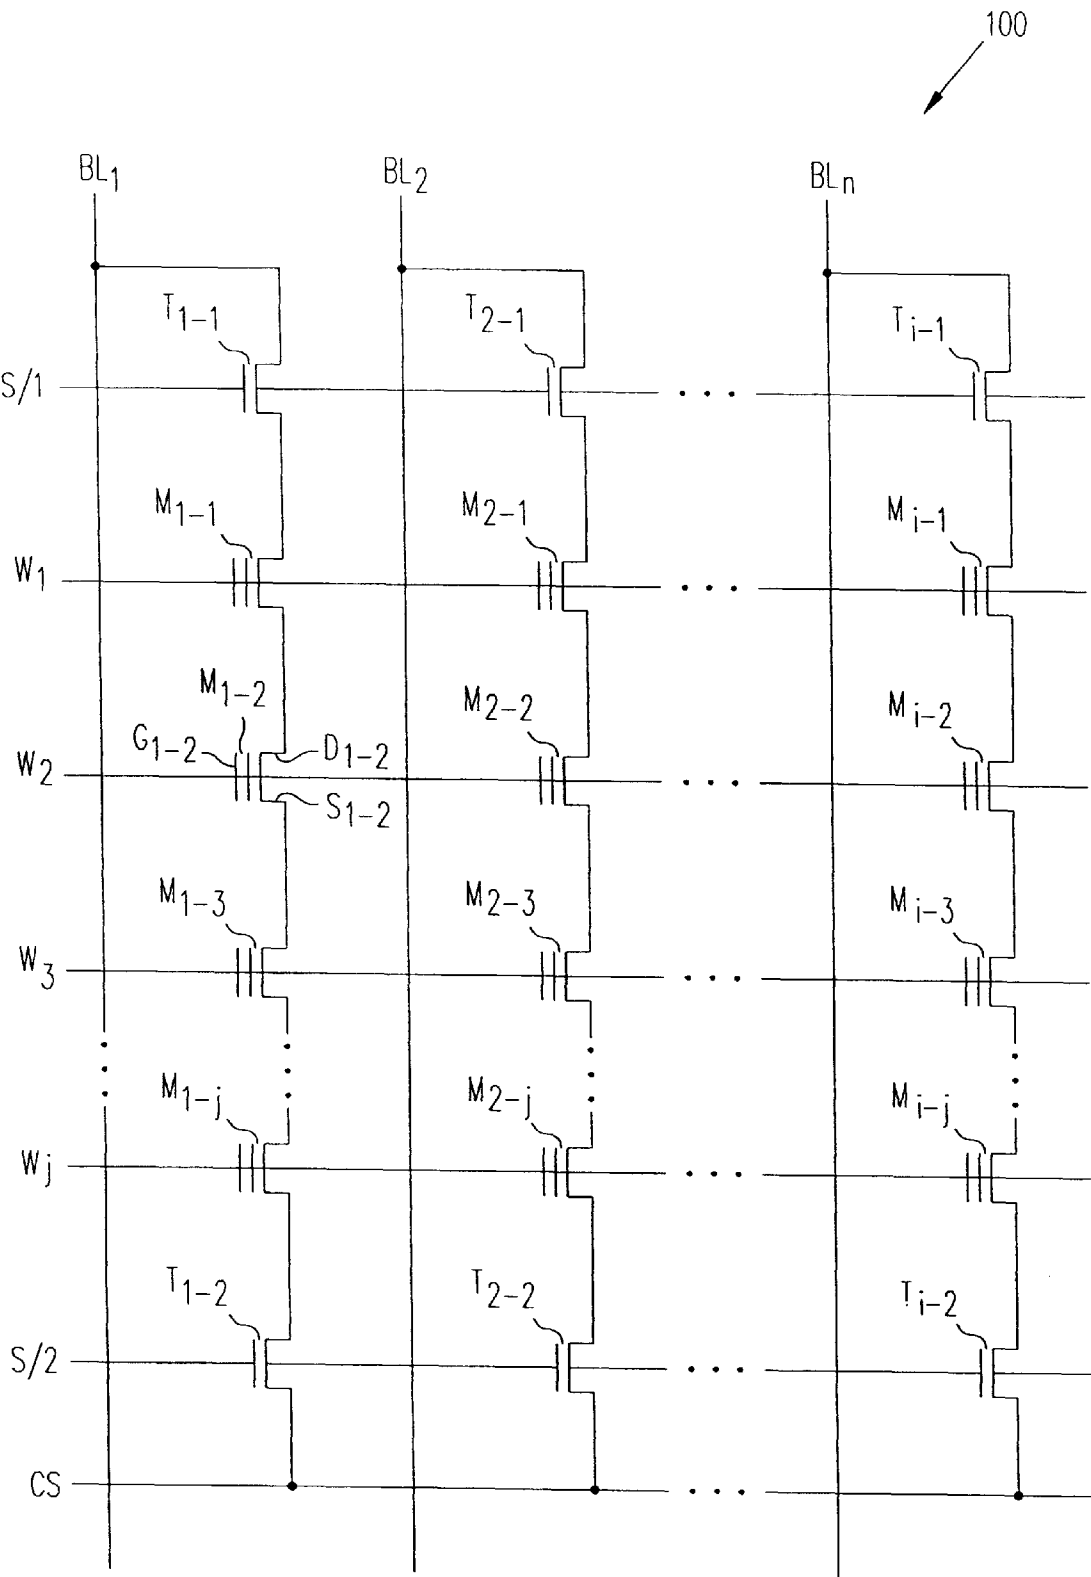 100
BL1 BL2 BLn
T1-1 T2-1 Ti-1
S/1
M1-1 M2-1 Mi-1
W1
M1-2 M2-2 Mi-2
G1-2 D1-2
W2
S1-2
M1-3 M2-3 Mi-3
W3
M1-j M2-j Mi-j
Wj
T1-2 T2-2 Ti-2
S/2
CS